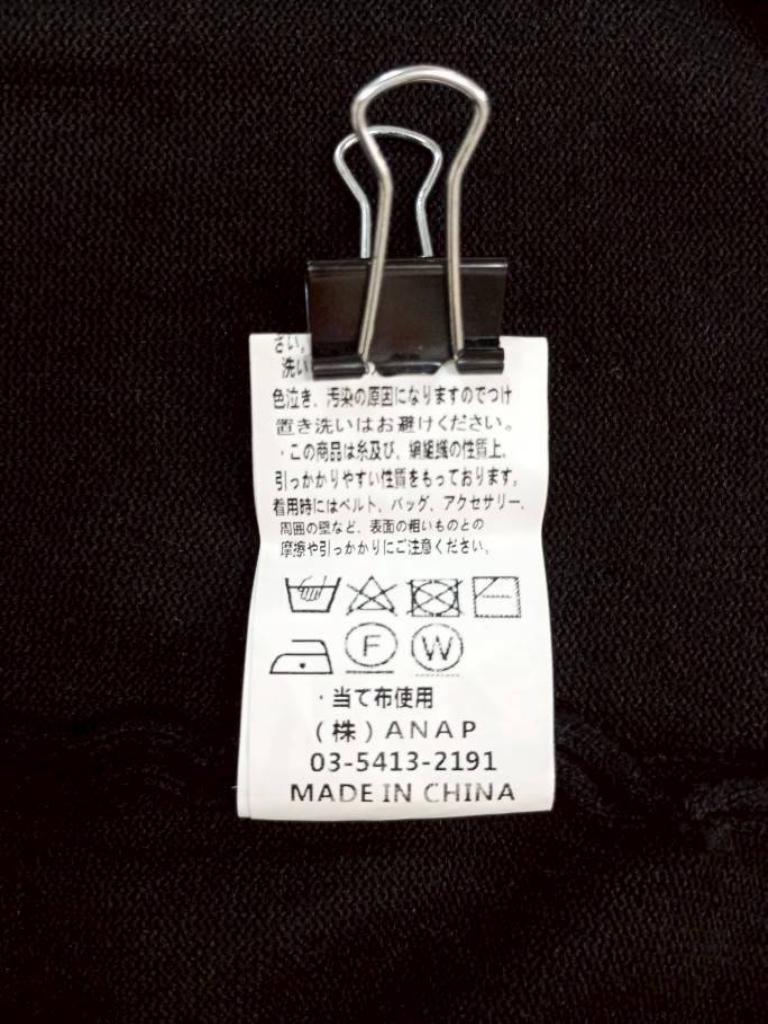 さい。
洗い
色泣き、汚染の原因になりますのでつけ
置き洗いはお避けください。
・この商品は糸及び、編組織の性質上、
引っかかりやすい性質をもっております。
着用時にはベルト、バッグ、アクセサリー、
周囲の壁など、表面の粗いものとの
摩擦や引っかかりにご注意ください。
F W
・当て布使用
(株)ANAP
03-5413-2191
MADE IN CHINA